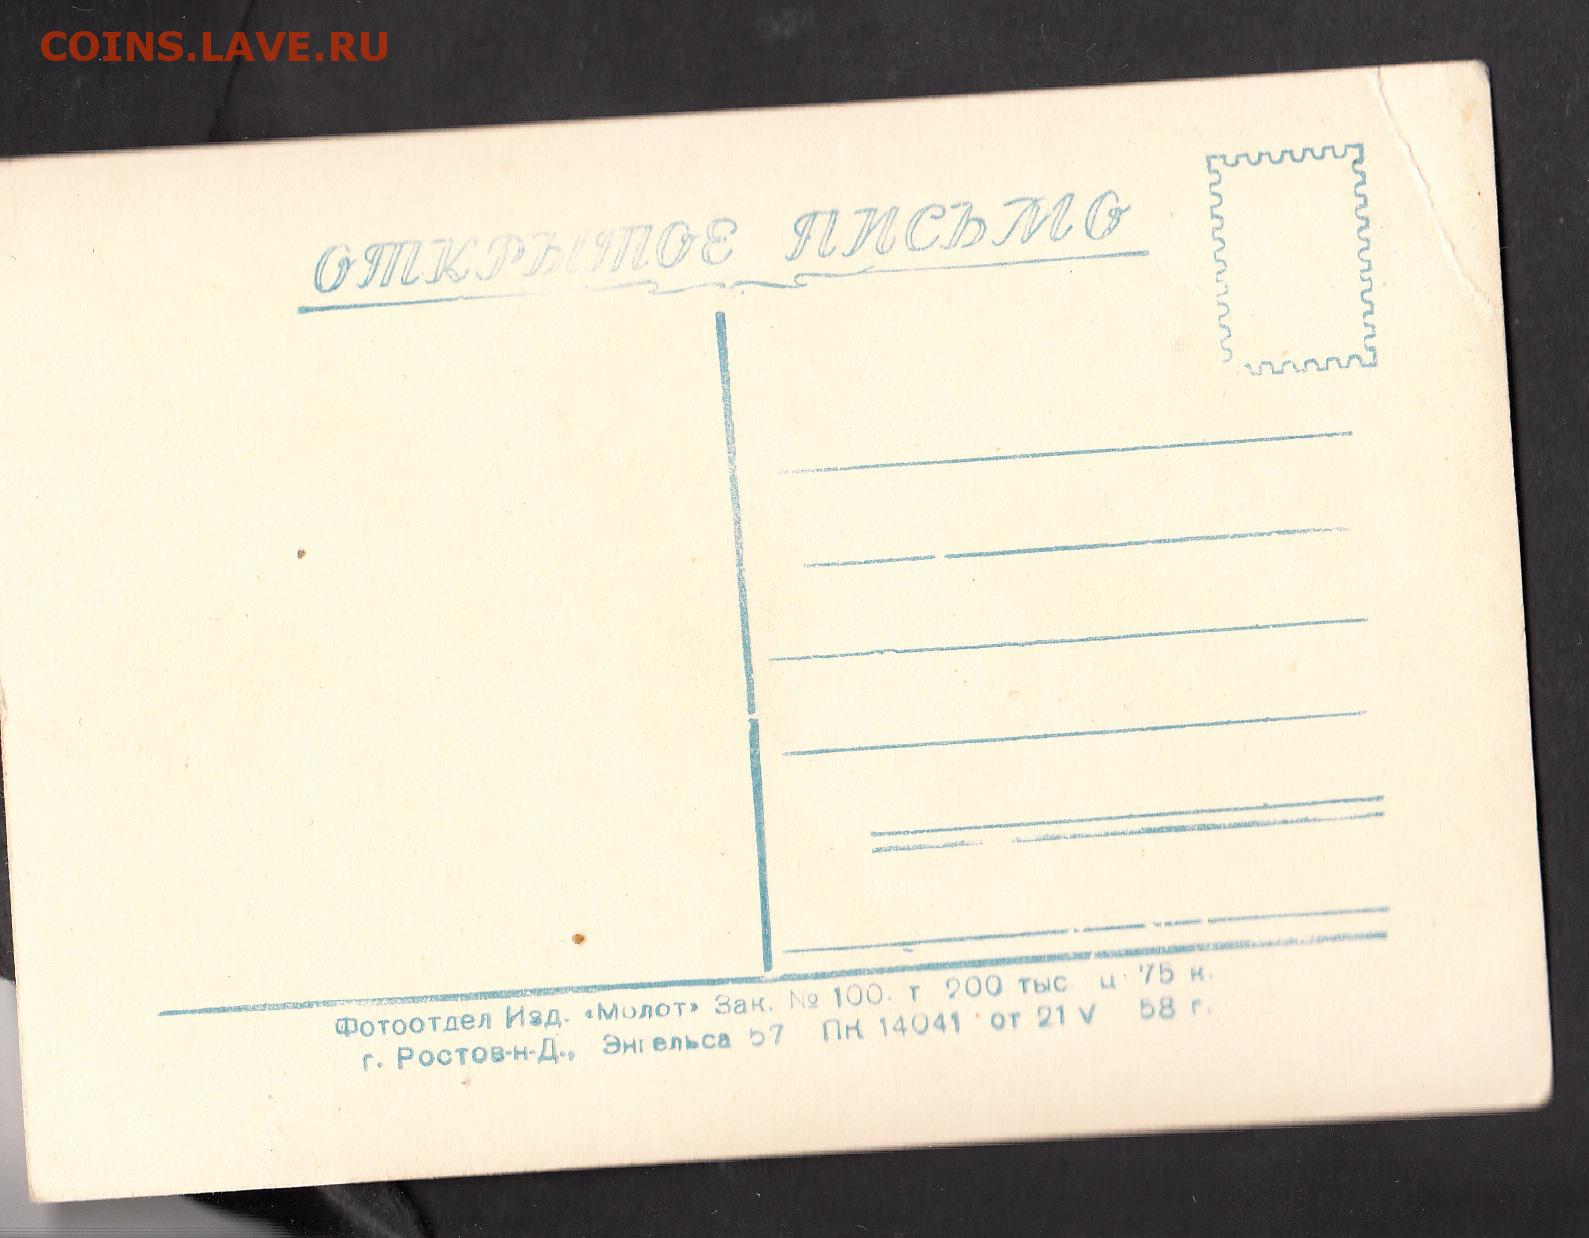 COINS.LAVE.RU
ОТКРЫТОЕ ПИСЬМО
Фотоотдел Изд. «Молот» Зак. № 100. т 200 тыс. ц 75 к.
г. Ростов-н-Д., Энгельса 57 ПК 14041 от 21 V 58 г.